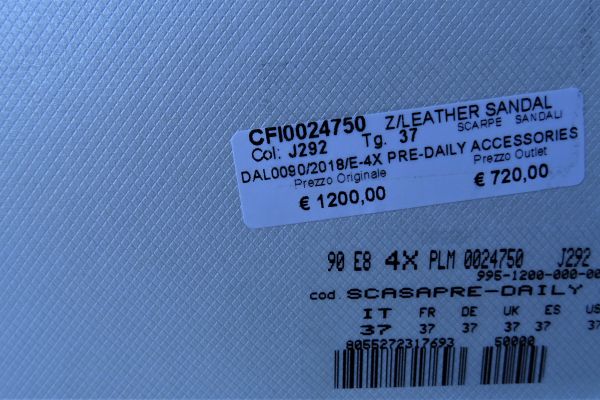 CFI0024750 Z/LEATHER SANDAL
Col: J292 Tg. 37 SCARPE SANDALI
DAL0090/2018/E-4X PRE-DAILY ACCESSORIES
Prezzo Originale Prezzo Outlet
€ 1200,00 € 720,00
90 E8 4X PLM 0024750 J292
995-1200-000-00
cod. SCASAPRE-DAILY
IT FR DE UK ES US
37 37 37 37 37 37
8055272317693 50000